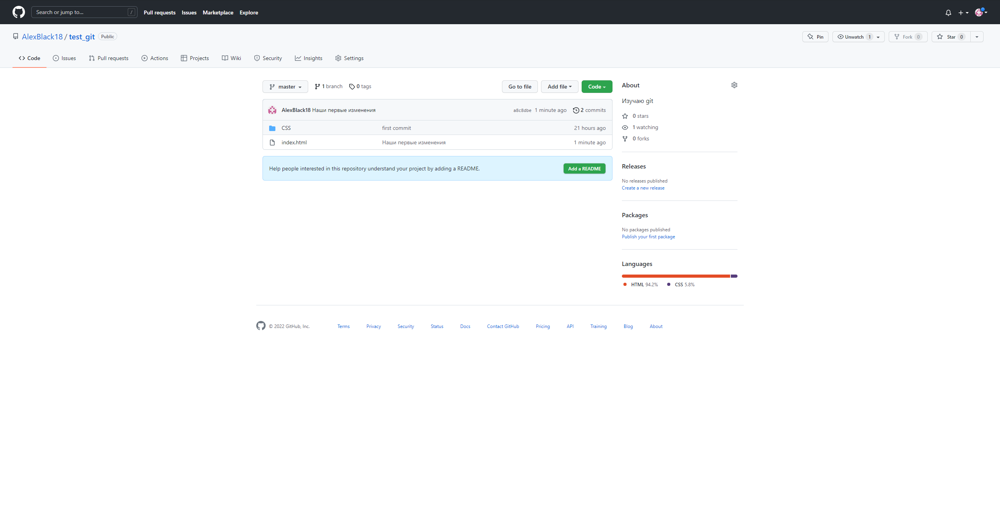 Search or jump to... / Pull requests Issues Marketplace Explore
AlexBlack18 / test_git Public Pin Unwatch 1 Fork 0 Star 0
Code Issues Pull requests Actions Projects Wiki Security Insights Settings
master 1 branch 0 tags Go to file Add file Code
AlexBlack18 Наши первые изменения a8c8dbe 1 minute ago 2 commits
CSS first commit 21 hours ago
index.html Наши первые изменения 1 minute ago
Help people interested in this repository understand your project by adding a README. Add a README
About
Изучаю git
0 stars
1 watching
0 forks
Releases
No releases published
Create a new release
Packages
No packages published
Publish your first package
Languages
HTML 94.2% CSS 5.8%
© 2022 GitHub, Inc. Terms Privacy Security Status Docs Contact GitHub Pricing API Training Blog About